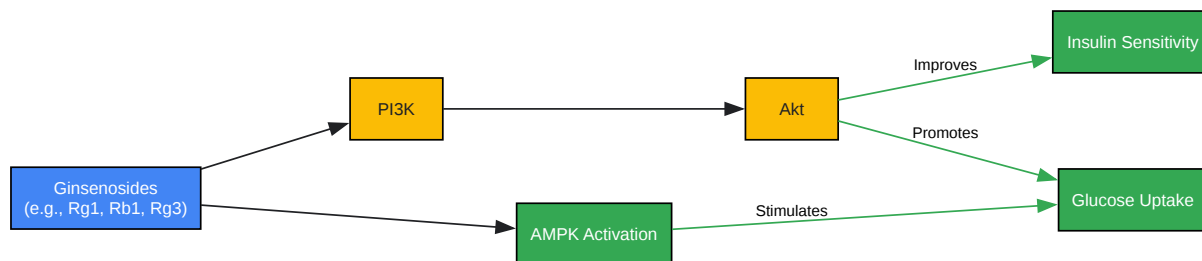 Insulin Sensitivity
Improves
PI3K
Akt
Promotes
Ginsenosides
(e.g., Rg1, Rb1, Rg3)
Glucose Uptake
Stimulates
AMPK Activation